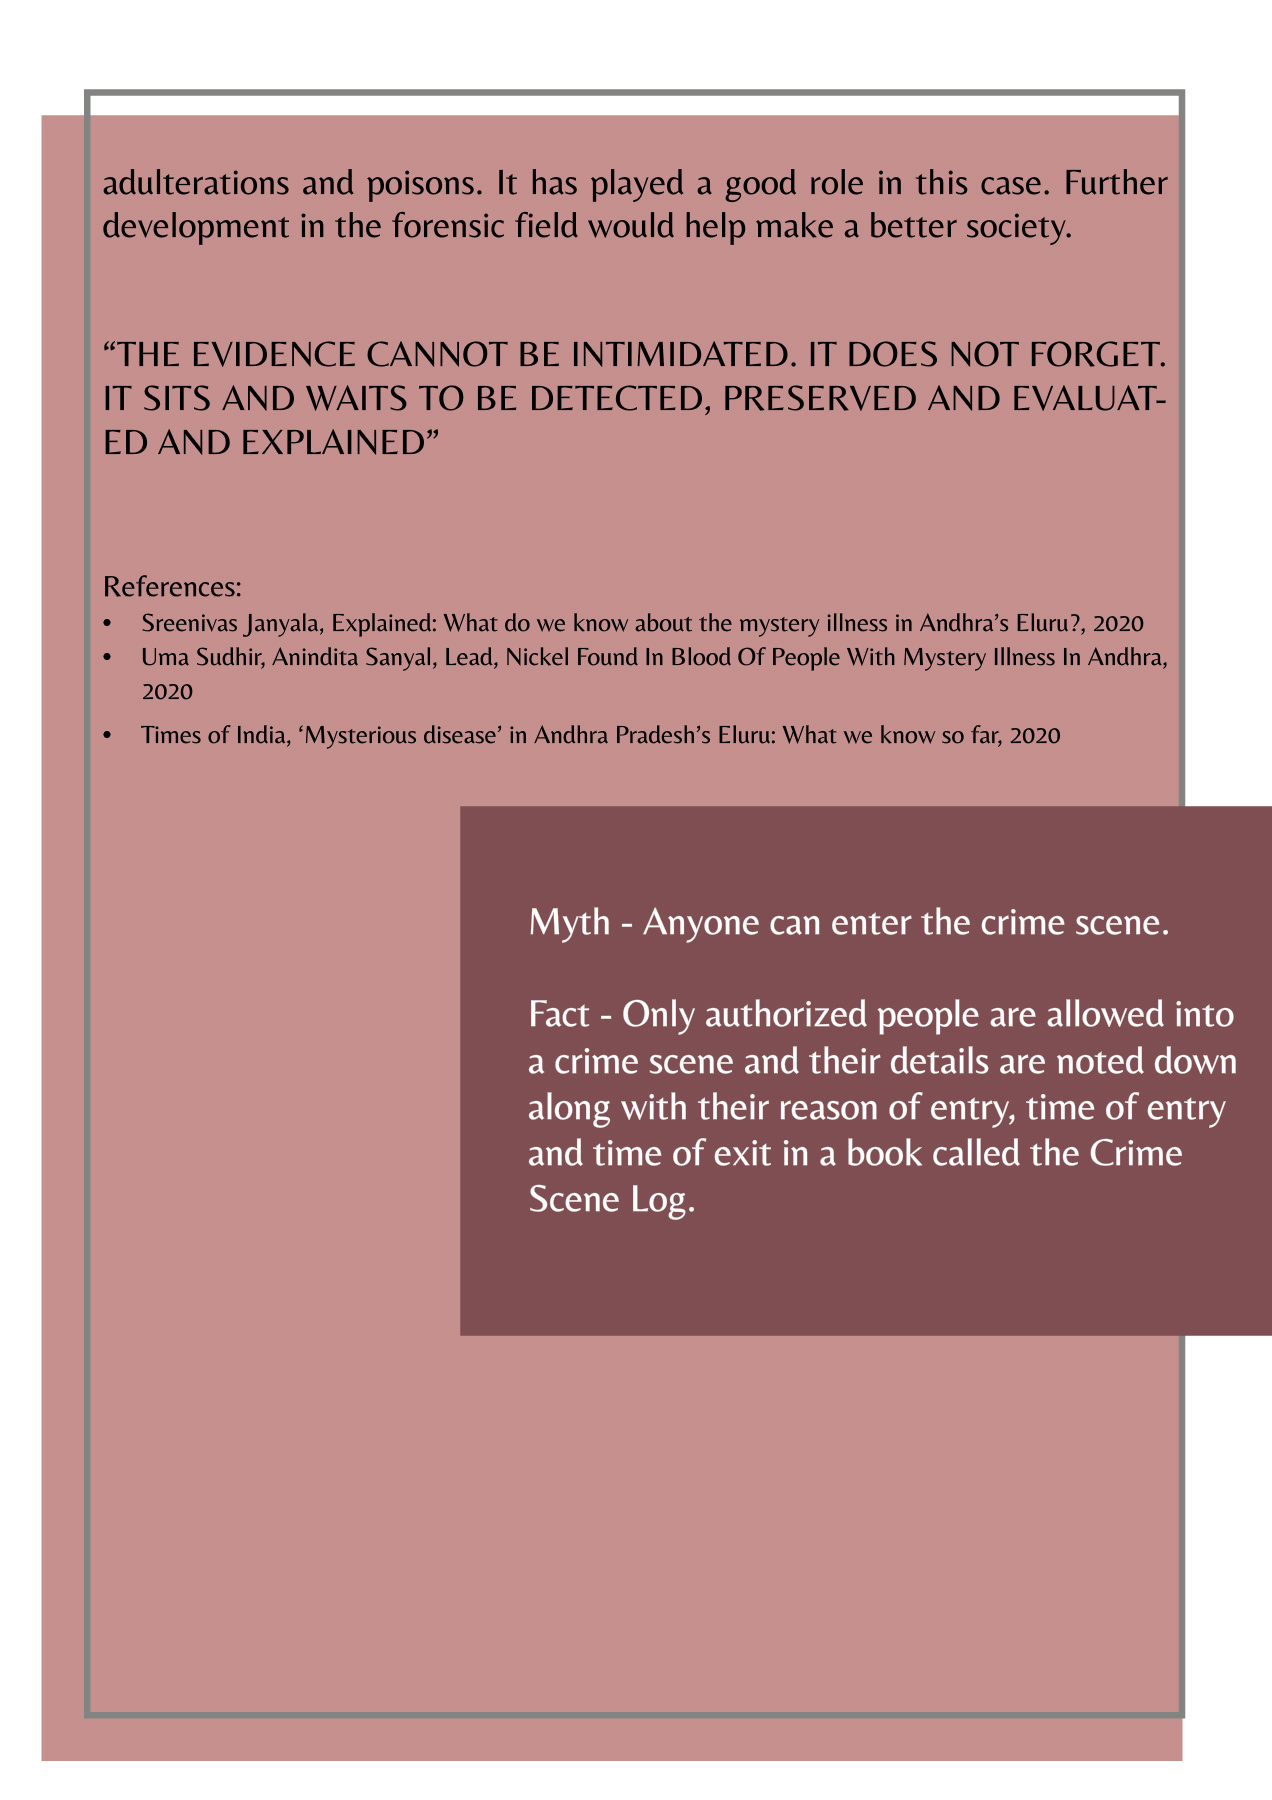 adulterations and poisons. It has played a good role in this case. Further
development in the forensic field would help make a better society.
“THE EVIDENCE CANNOT BE INTIMIDATED. IT DOES NOT FORGET.
IT SITS AND WAITS TO BE DETECTED, PRESERVED AND EVALUAT-
ED AND EXPLAINED”
References:
• Sreenivas Janyala, Explained: What do we know about the mystery illness in Andhra’s Eluru?, 2020
• Uma Sudhir, Anindita Sanyal, Lead, Nickel Found In Blood Of People With Mystery Illness In Andhra,
2020
• Times of India, ‘Mysterious disease’ in Andhra Pradesh’s Eluru: What we know so far, 2020
Myth - Anyone can enter the crime scene.
Fact - Only authorized people are allowed into
a crime scene and their details are noted down
along with their reason of entry, time of entry
and time of exit in a book called the Crime
Scene Log.